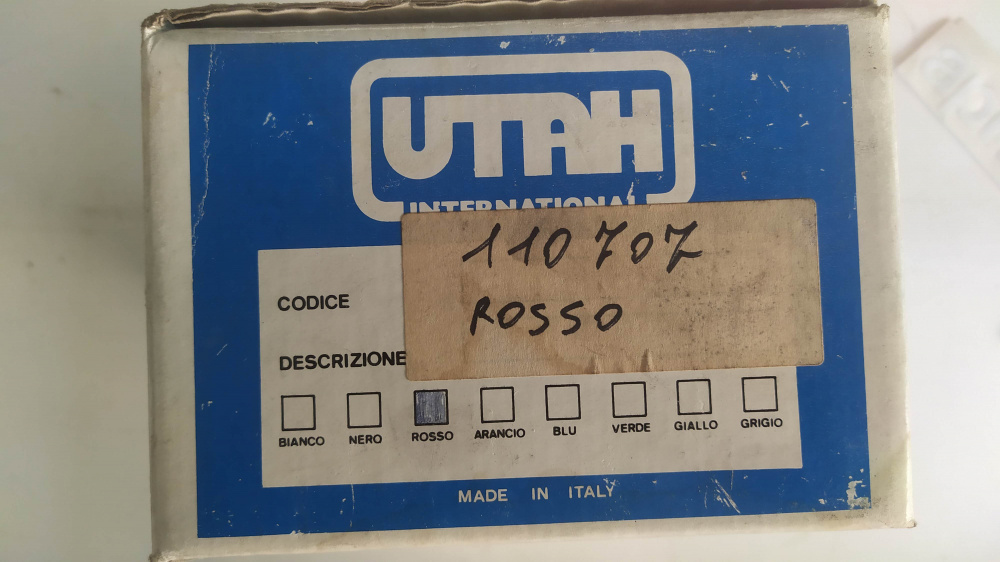 UTAH
INTERNATIONAL
110707
ROSSO
CODICE
DESCRIZIONE
BIANCO NERO ROSSO ARANCIO BLU VERDE GIALLO GRIGIO
MADE IN ITALY